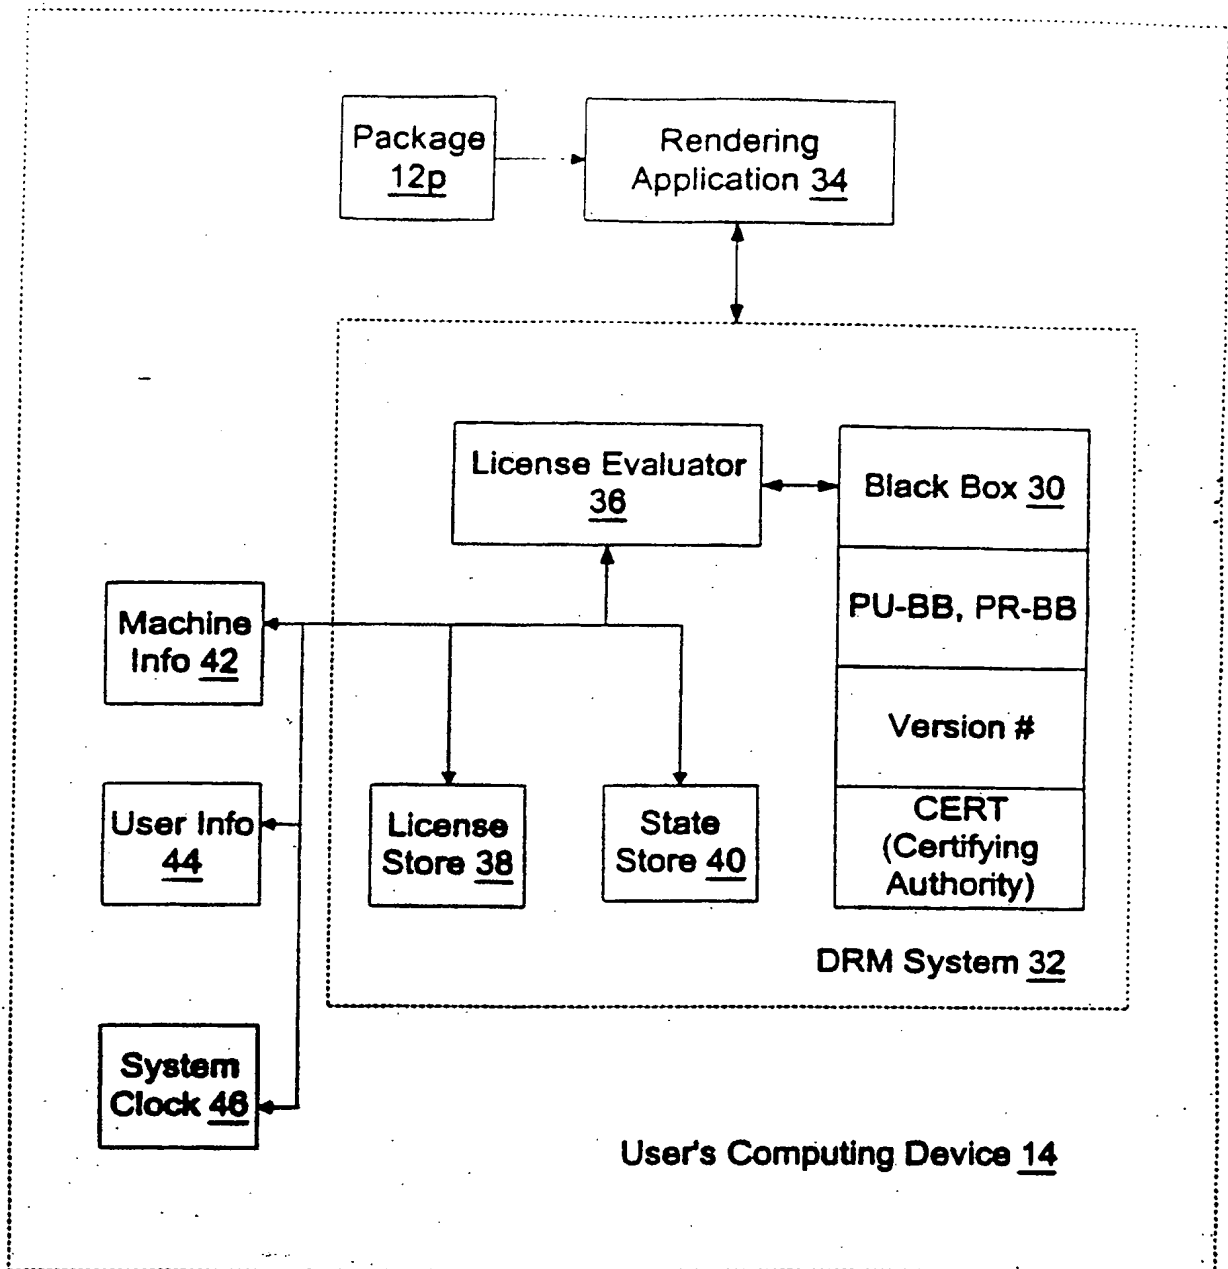 Package
12p
Rendering
Application 34
License Evaluator
36
Black Box 30
PU-BB, PR-BB
Version #
CERT
(Certifying
Authority)
Machine
Info 42
User Info
44
License
Store 38
State
Store 40
DRM System 32
System
Clock 46
User's Computing Device 14